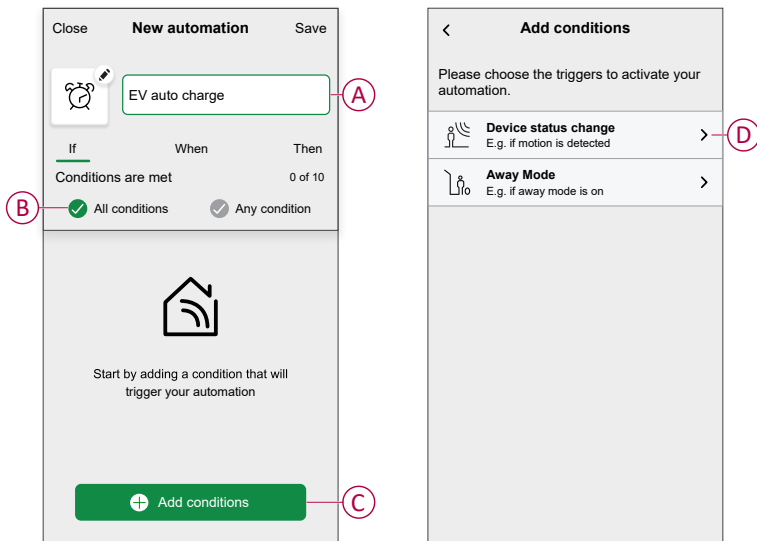 Close New automation Save
EV auto charge
A
If When Then
Conditions are met 0 of 10
B
All conditions Any condition
Start by adding a condition that will
trigger your automation
Add conditions
C
Add conditions
Please choose the triggers to activate your
automation.
Device status change
E.g. if motion is detected
D
Away Mode
E.g. if away mode is on